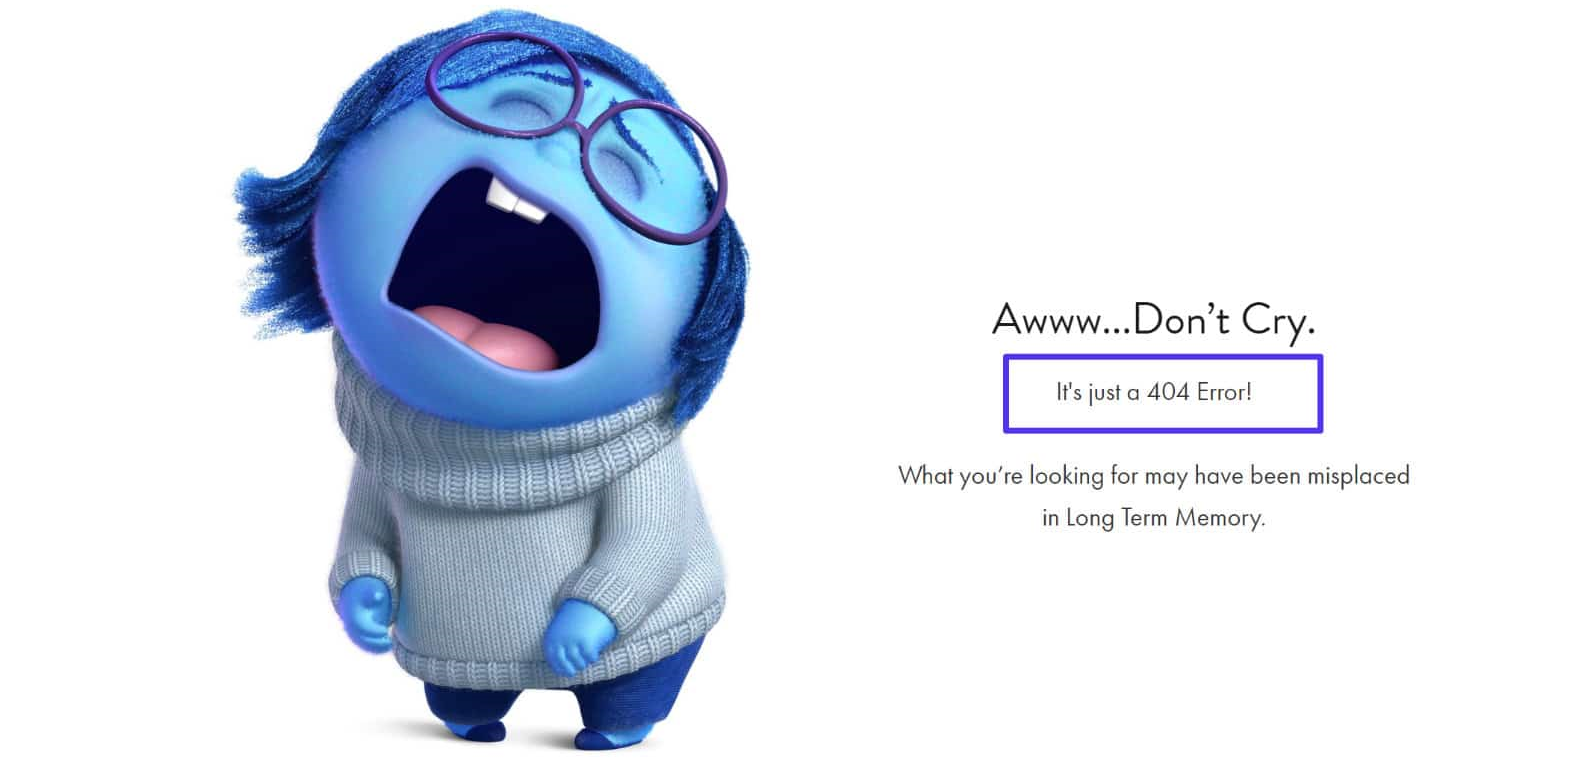 Awww...Don’t Cry.
It's just a 404 Error!
What you’re looking for may have been misplaced
in Long Term Memory.